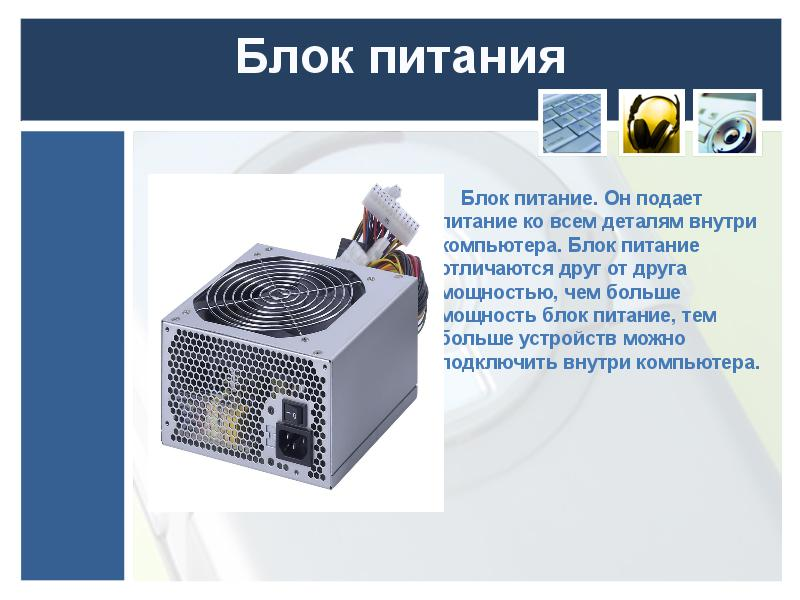 Блок питания
Блок питание. Он подает
питание ко всем деталям внутри
компьютера. Блок питание
отличаются друг от друга
мощностью, чем больше
мощность блок питание, тем
больше устройств можно
подключить внутри компьютера.